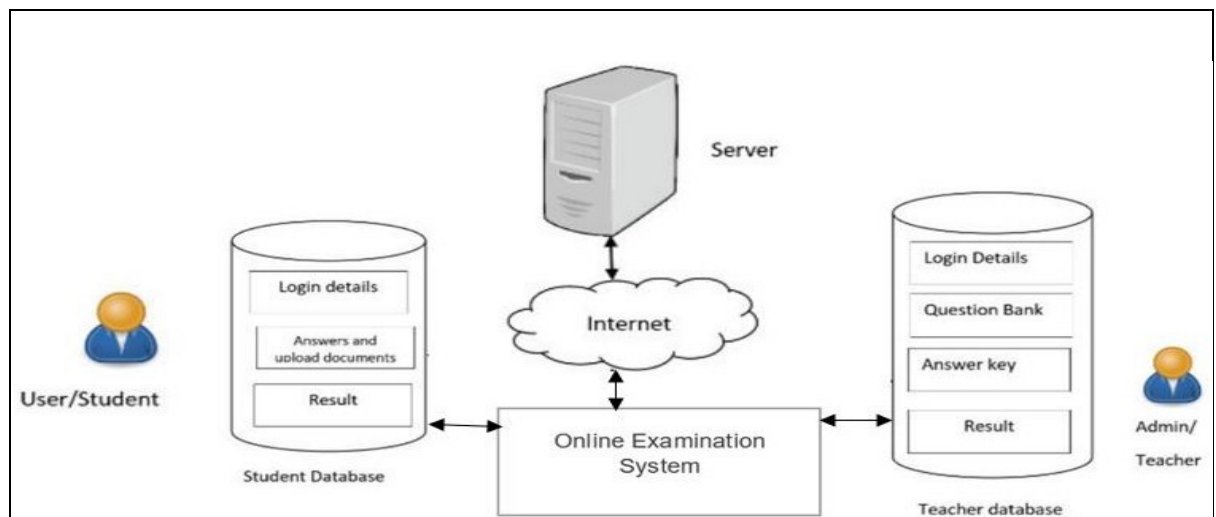 Server
Login details
Answers and
upload documents
Result
User/Student
Student Database
Internet
Online Examination
System
Login Details
Question Bank
Answer key
Result
Admin/
Teacher
Teacher database